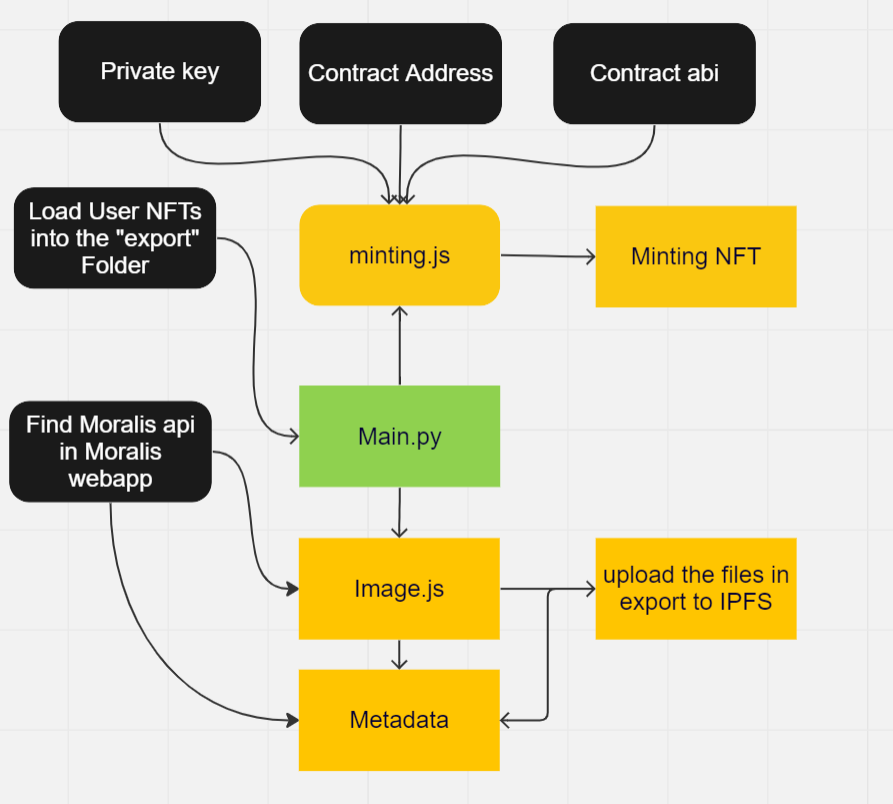 Private key
Contract Address
Contract abi
Load User NFTs
into the "export"
Folder
minting.js
Minting NFT
Find Moralis api
in Moralis
webapp
Main.py
Image.js
upload the files in
export to IPFS
Metadata